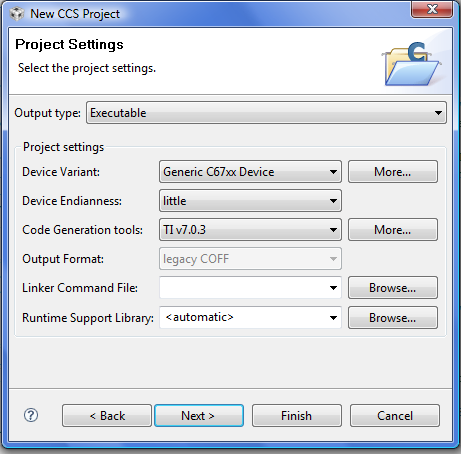 New CCS Project
Project Settings
Select the project settings.
Output type: Executable
Project settings
Device Variant: Generic C67xx Device More...
Device Endianness: little
Code Generation tools: TI v7.0.3 More...
Output Format: legacy COFF
Linker Command File: Browse...
Runtime Support Library: <automatic> Browse...
? < Back Next > Finish Cancel